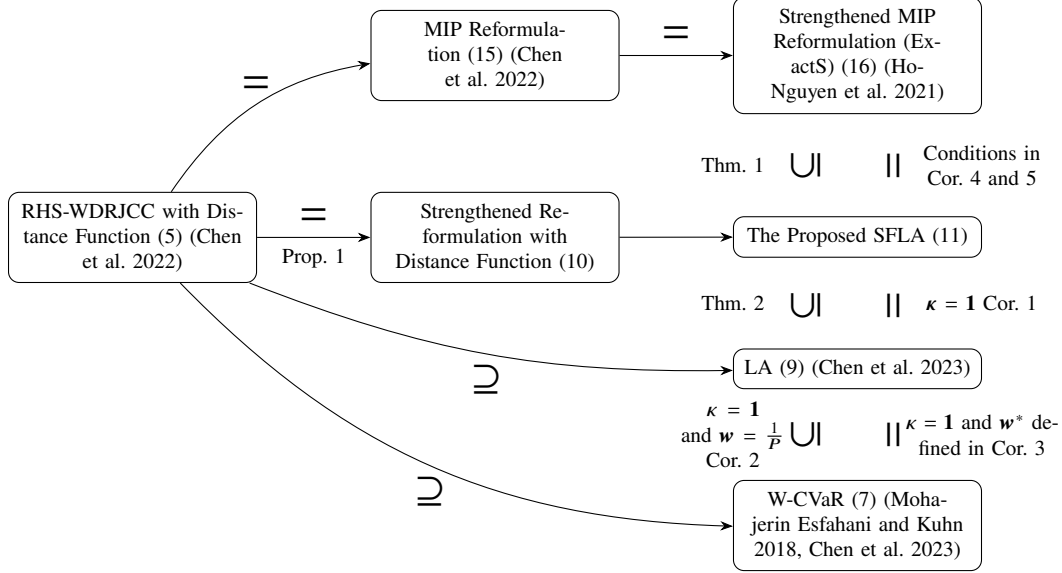 MIP Reformula-
tion (15) (Chen
et al. 2022)
=
Strengthened MIP
Reformulation (Ex-
actS) (16) (Ho-
Nguyen et al. 2021)
=
Thm. 1 ⊇ = Conditions in
Cor. 4 and 5
RHS-WDRJCC with Dis-
tance Function (5) (Chen
et al. 2022)
=
Prop. 1
Strengthened Re-
formulation with
Distance Function (10)
The Proposed SFLA (11)
Thm. 2 ⊇ = κ = 1 Cor. 1
LA (9) (Chen et al. 2023)
⊇
κ = 1
and w = 1/P
Cor. 2
⊇ =
κ = 1 and w* de-
fined in Cor. 3
⊇
W-CVaR (7) (Moha-
jerin Esfahani and Kuhn
2018, Chen et al. 2023)